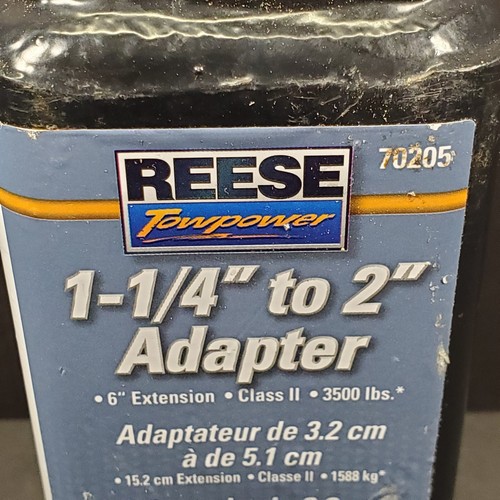 REESE
70205
Towpower
1-1/4" to 2"
Adapter
• 6" Extension • Class II • 3500 lbs.*
Adaptateur de 3.2 cm
à de 5.1 cm
• 15.2 cm Extension • Classe II • 1588 kg*